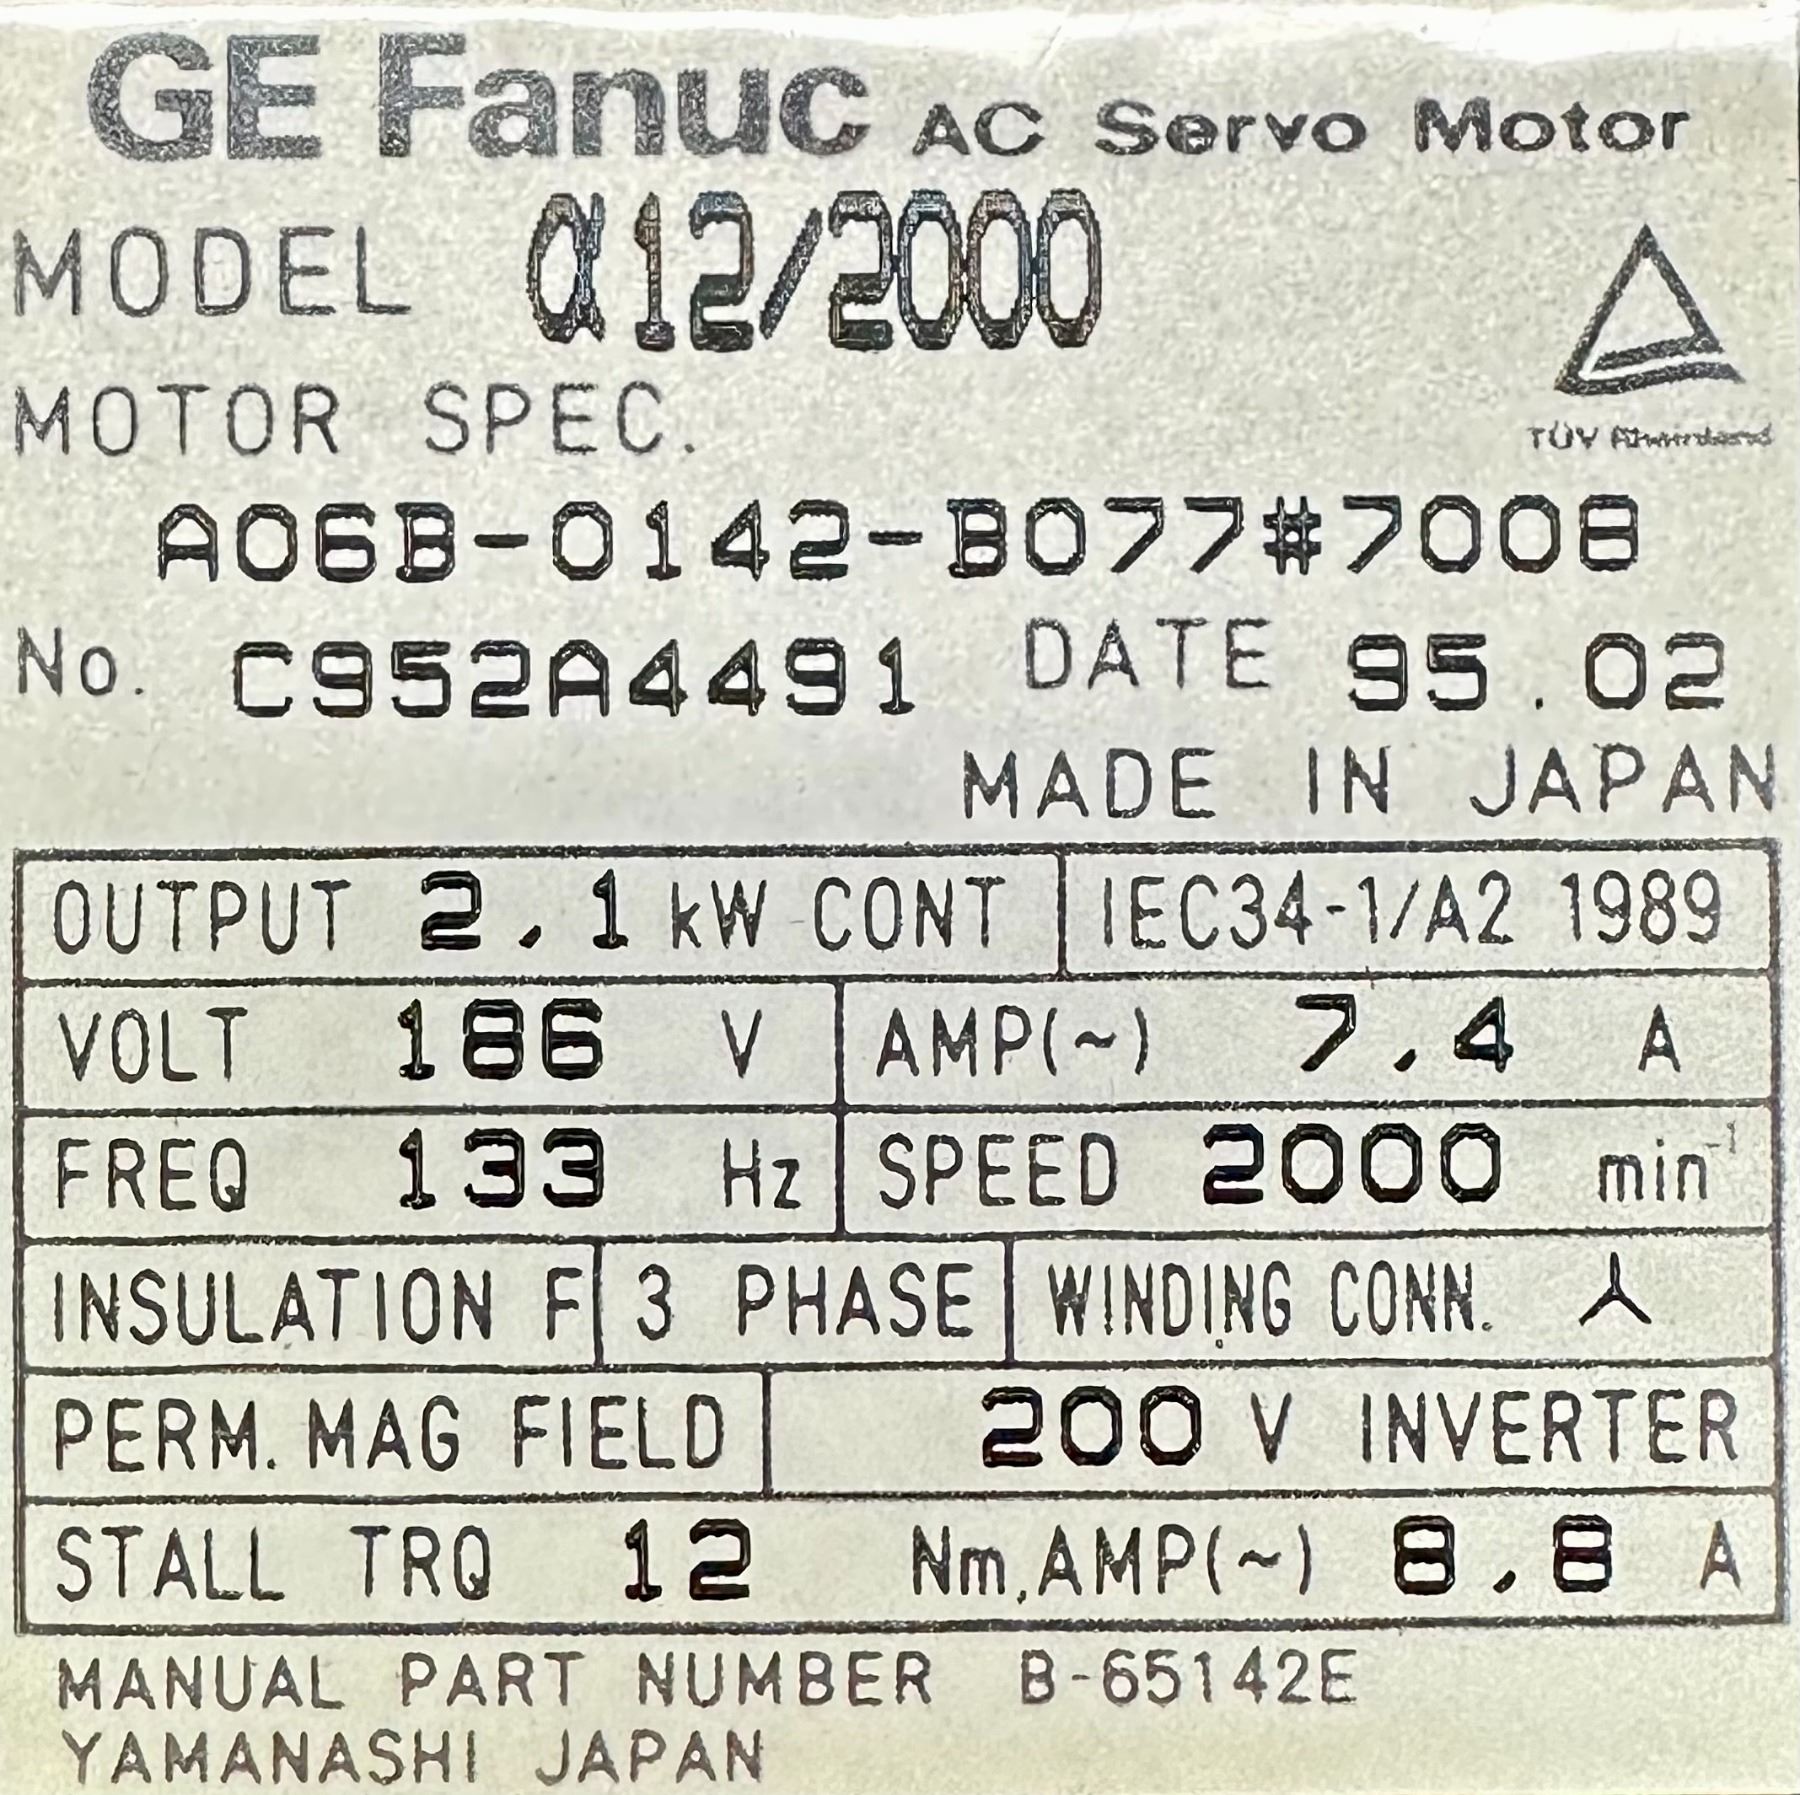 GE Fanuc AC Servo Motor
MODEL α12/2000
MOTOR SPEC.
TÜV Rheinland
A06B-0142-B077#7008
No. C952A4491 DATE 95.02
MADE IN JAPAN
OUTPUT 2.1 kW CONT IEC34-1/A2 1989
VOLT 186 V AMP(~) 7.4 A
FREQ 133 Hz SPEED 2000 min⁻¹
INSULATION F 3 PHASE WINDING CONN. ⅄
PERM. MAG FIELD 200 V INVERTER
STALL TRQ 12 Nm, AMP(~) 8.8 A
MANUAL PART NUMBER B-65142E
YAMANASHI JAPAN